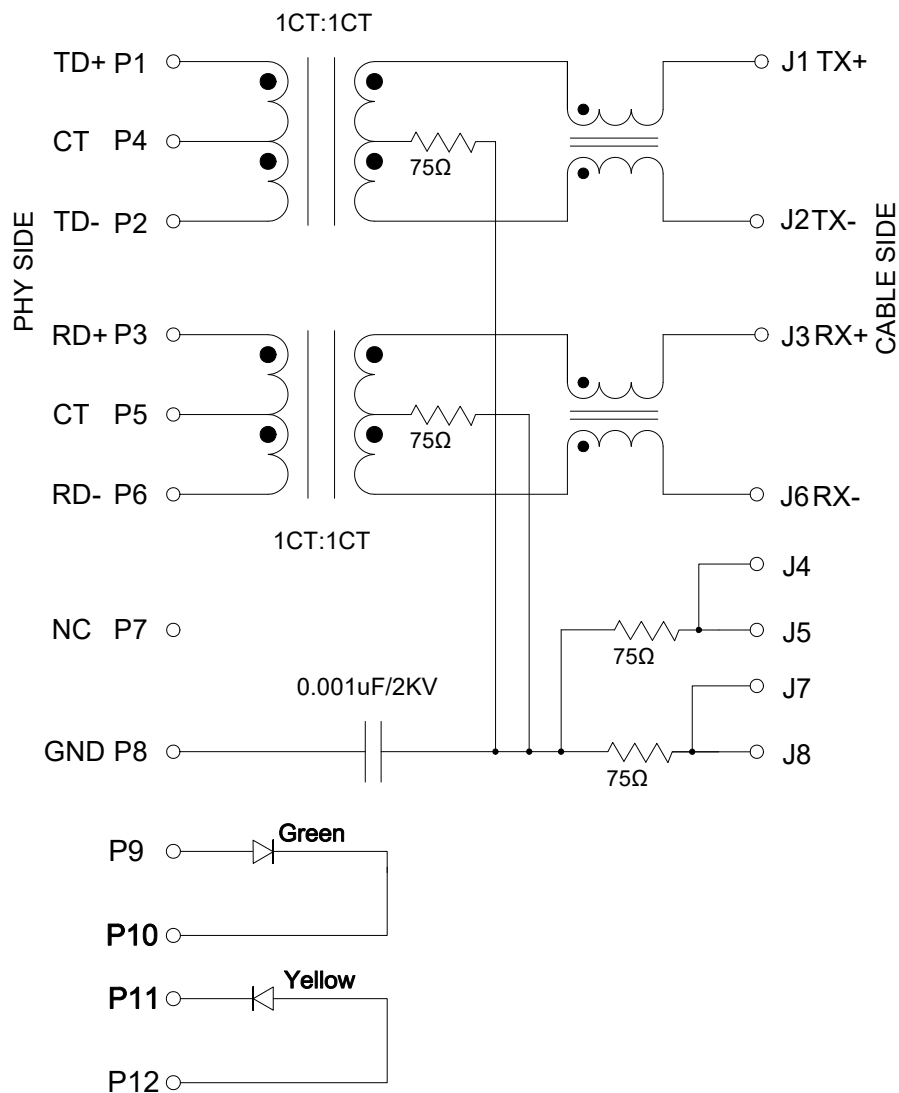 1CT:1CT
TD+ P1
J1 TX+
CT P4
75Ω
TD- P2
J2 TX-
PHY SIDE
CABLE SIDE
RD+ P3
J3 RX+
CT P5
75Ω
RD- P6
J6 RX-
1CT:1CT
J4
NC P7
J5
75Ω
0.001uF/2KV
J7
GND P8
J8
75Ω
Green
P9
P10
Yellow
P11
P12